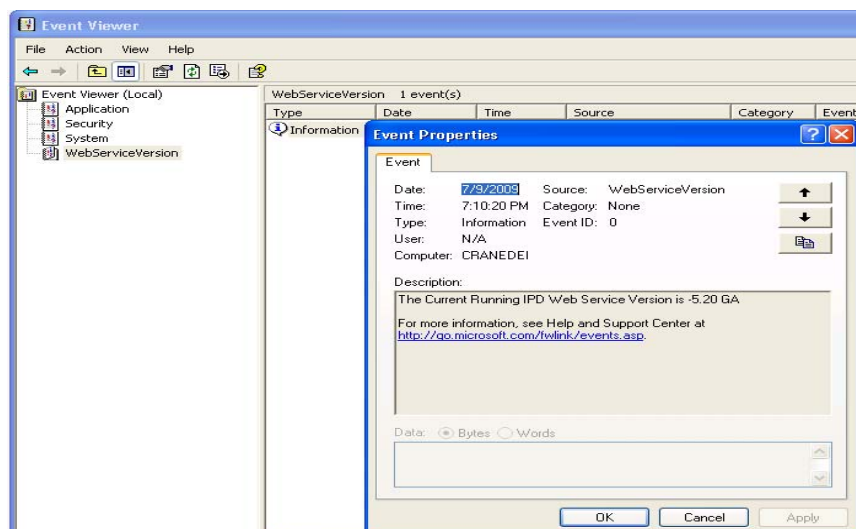 Event Viewer
File Action View Help
Event Viewer (Local)
Application
Security
System
WebServiceVersion
WebServiceVersion 1 event(s)
Type Date Time Source Category Event
Information
Event Properties
Event
Date: 7/9/2009 Source: WebServiceVersion
Time: 7:10:20 PM Category: None
Type: Information Event ID: 0
User: N/A
Computer: CRANEDEI
Description:
The Current Running IPD Web Service Version is -5.20 GA
For more information, see Help and Support Center at
http://go.microsoft.com/fwlink/events.asp.
Data: Bytes Words
OK Cancel Apply